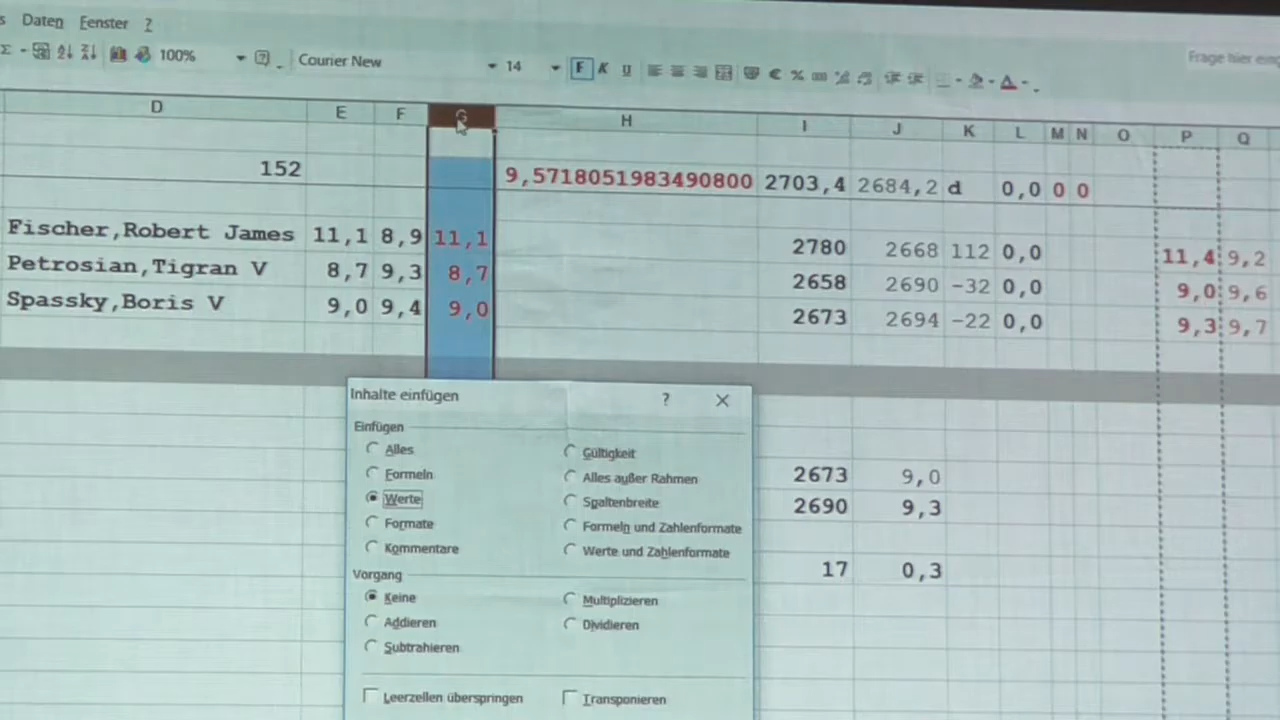 Daten Fenster ?
100% Courier New 14 F K U € % Frage hier
D E F G H I J K L M N O P Q
152 9,5718051983490800 2703,4 2684,2 d 0,0 0 0
Fischer,Robert James 11,1 8,9 11,1 2780 2668 112 0,0 11,4 9,2
Petrosian,Tigran V 8,7 9,3 8,7 2658 2690 -32 0,0 9,0 9,6
Spassky,Boris V 9,0 9,4 9,0 2673 2694 -22 0,0 9,3 9,7
Inhalte einfügen ?
Einfügen
Alles Gültigkeit
Formeln Alles außer Rahmen
Werte Spaltenbreite
Formate Formeln und Zahlenformate
Kommentare Werte und Zahlenformate
Vorgang
Keine Multiplizieren
Addieren Dividieren
Subtrahieren
Leerzellen überspringen Transponieren
2673 9,0
2690 9,3
17 0,3